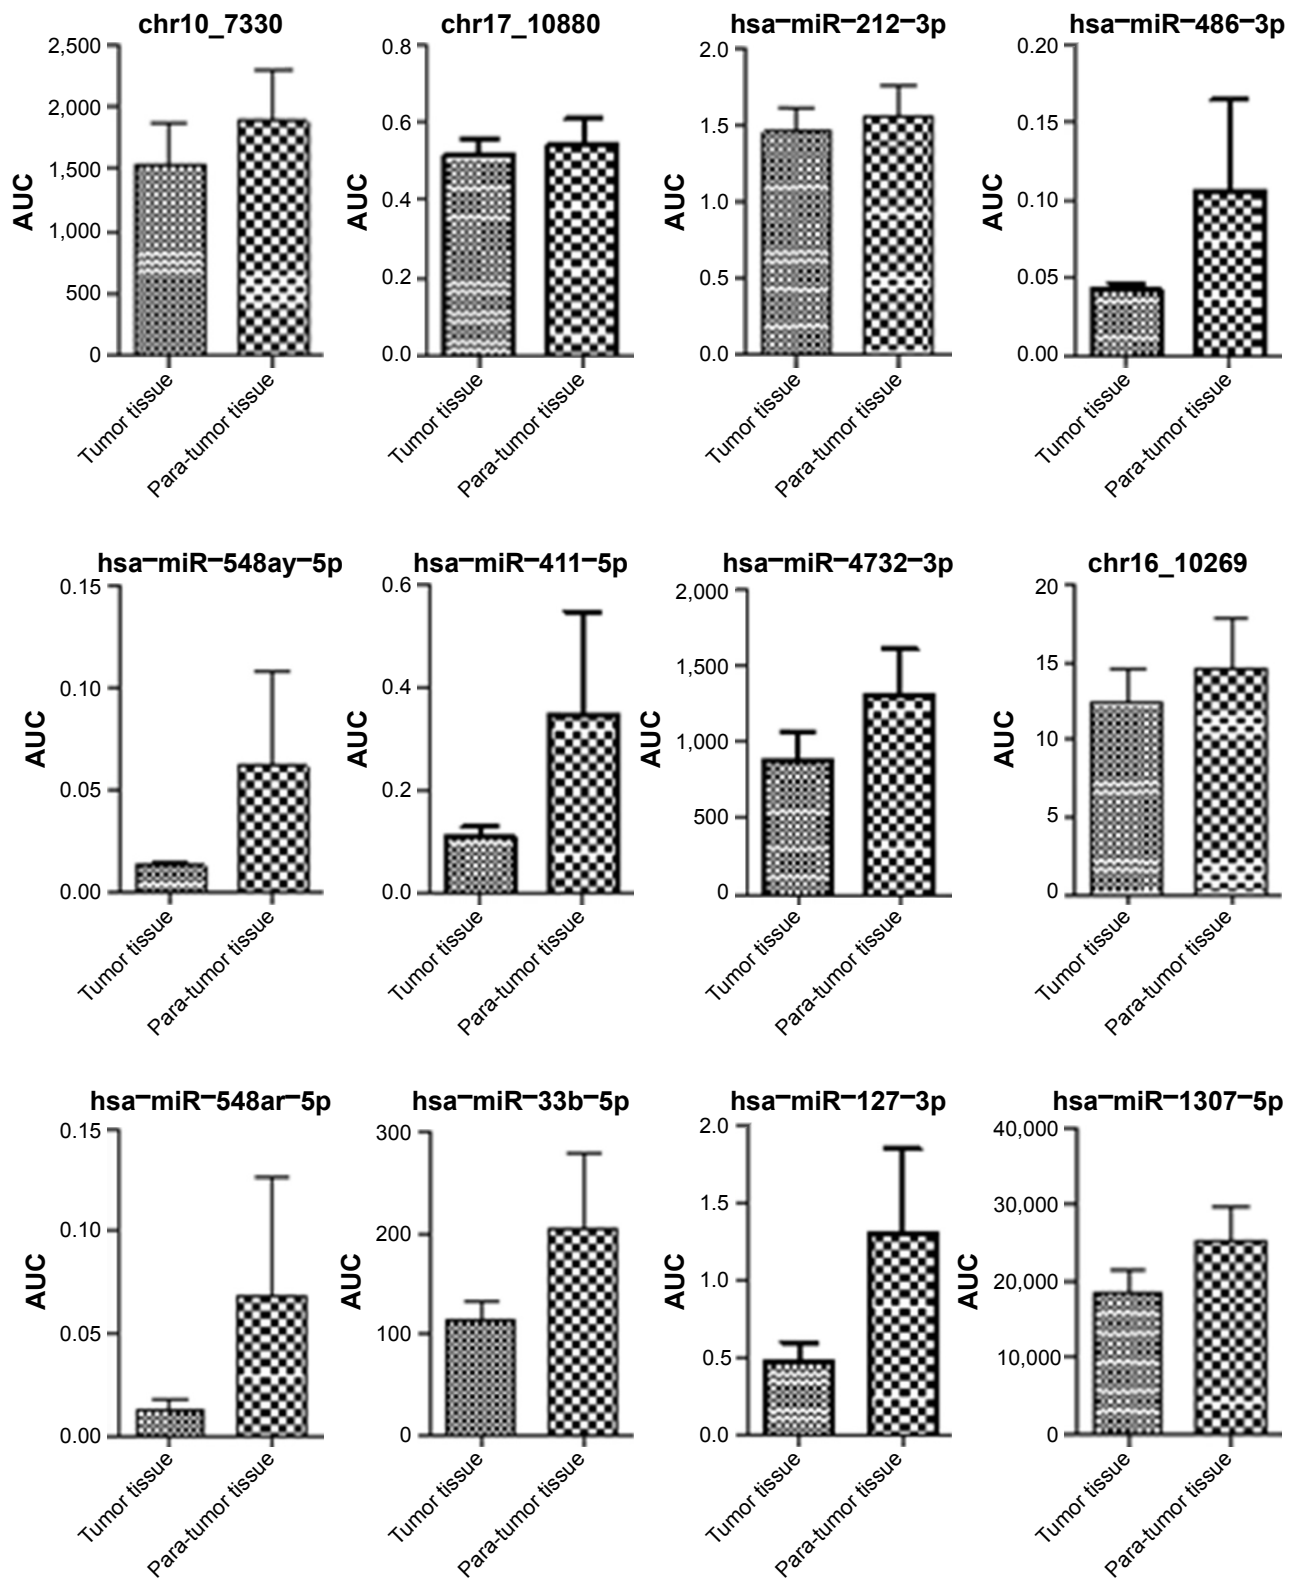 chr10_7330
2,500
2,000
1,500
1,000
500
0
AUC
Tumor tissue
Para-tumor tissue
chr17_10880
0.8
0.6
0.4
0.2
0.0
AUC
Tumor tissue
Para-tumor tissue
hsa-miR-212-3p
2.0
1.5
1.0
0.5
0.0
AUC
Tumor tissue
Para-tumor tissue
hsa-miR-486-3p
0.20
0.15
0.10
0.05
0.00
AUC
Tumor tissue
Para-tumor tissue
hsa-miR-548ay-5p
0.15
0.10
0.05
0.00
AUC
Tumor tissue
Para-tumor tissue
hsa-miR-411-5p
0.6
0.4
0.2
0.0
AUC
Tumor tissue
Para-tumor tissue
hsa-miR-4732-3p
2,000
1,500
1,000
500
0
AUC
Tumor tissue
Para-tumor tissue
chr16_10269
20
15
10
5
0
AUC
Tumor tissue
Para-tumor tissue
hsa-miR-548ar-5p
0.15
0.10
0.05
0.00
AUC
Tumor tissue
Para-tumor tissue
hsa-miR-33b-5p
300
200
100
0
AUC
Tumor tissue
Para-tumor tissue
hsa-miR-127-3p
2.0
1.5
1.0
0.5
0.0
AUC
Tumor tissue
Para-tumor tissue
hsa-miR-1307-5p
40,000
30,000
20,000
10,000
0
AUC
Tumor tissue
Para-tumor tissue